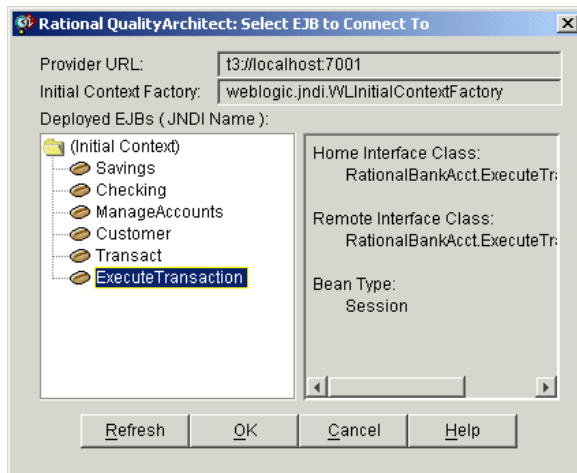 Rational QualityArchitect: Select EJB to Connect To
Provider URL: t3://localhost:7001
Initial Context Factory: weblogic.jndi.WLInitialContextFactory
Deployed EJBs ( JNDI Name ):
(Initial Context)
Savings
Checking
ManageAccounts
Customer
Transact
ExecuteTransaction
Home Interface Class:
RationalBankAcct.ExecuteTra
Remote Interface Class:
RationalBankAcct.ExecuteTra
Bean Type:
Session
Refresh OK Cancel Help